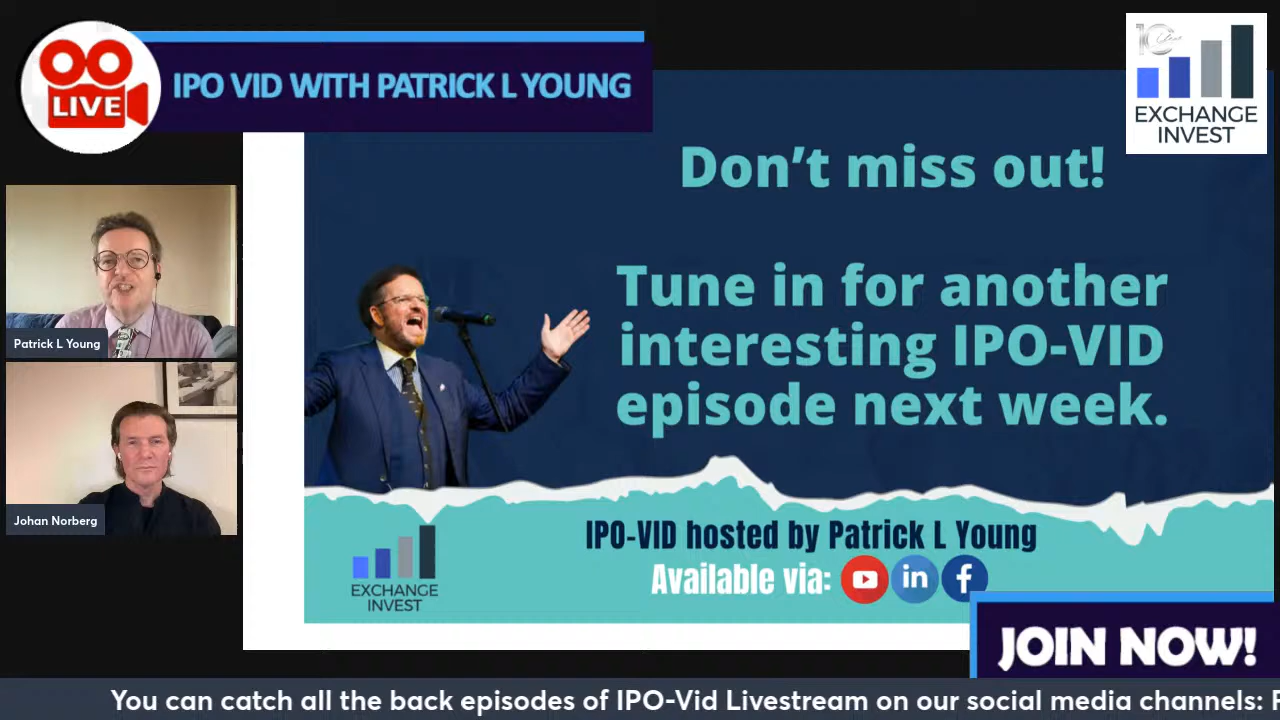 LIVE
IPO VID WITH PATRICK L YOUNG
EXCHANGE
INVEST
Don't miss out!
Tune in for another
interesting IPO-VID
episode next week.
Patrick L Young
Johan Norberg
IPO-VID hosted by Patrick L Young
Available via:
in
f
EXCHANGE
INVEST
JOIN NOW!
You can catch all the back episodes of IPO-Vid Livestream on our social media channels: F